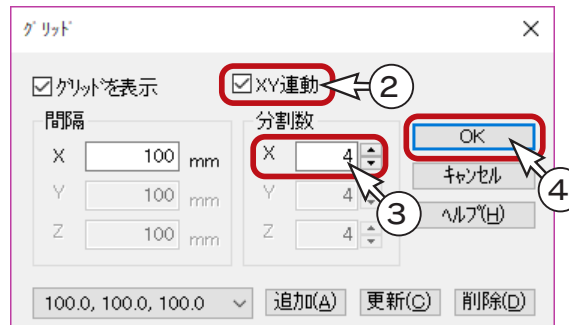 グリッド
グリッドを表示
XY連動
2
間隔
分割数
X 100 mm
X 4
OK
Y 100 mm
Y 4
3
キャンセル
4
Z 100 mm
Z 4
ヘルプ(H)
100.0, 100.0, 100.0
追加(A)
更新(C)
削除(D)